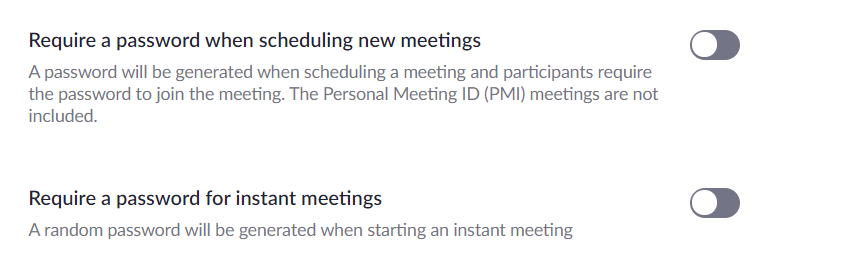 Require a password when scheduling new meetings
A password will be generated when scheduling a meeting and participants require
the password to join the meeting. The Personal Meeting ID (PMI) meetings are not
included.
Require a password for instant meetings
A random password will be generated when starting an instant meeting